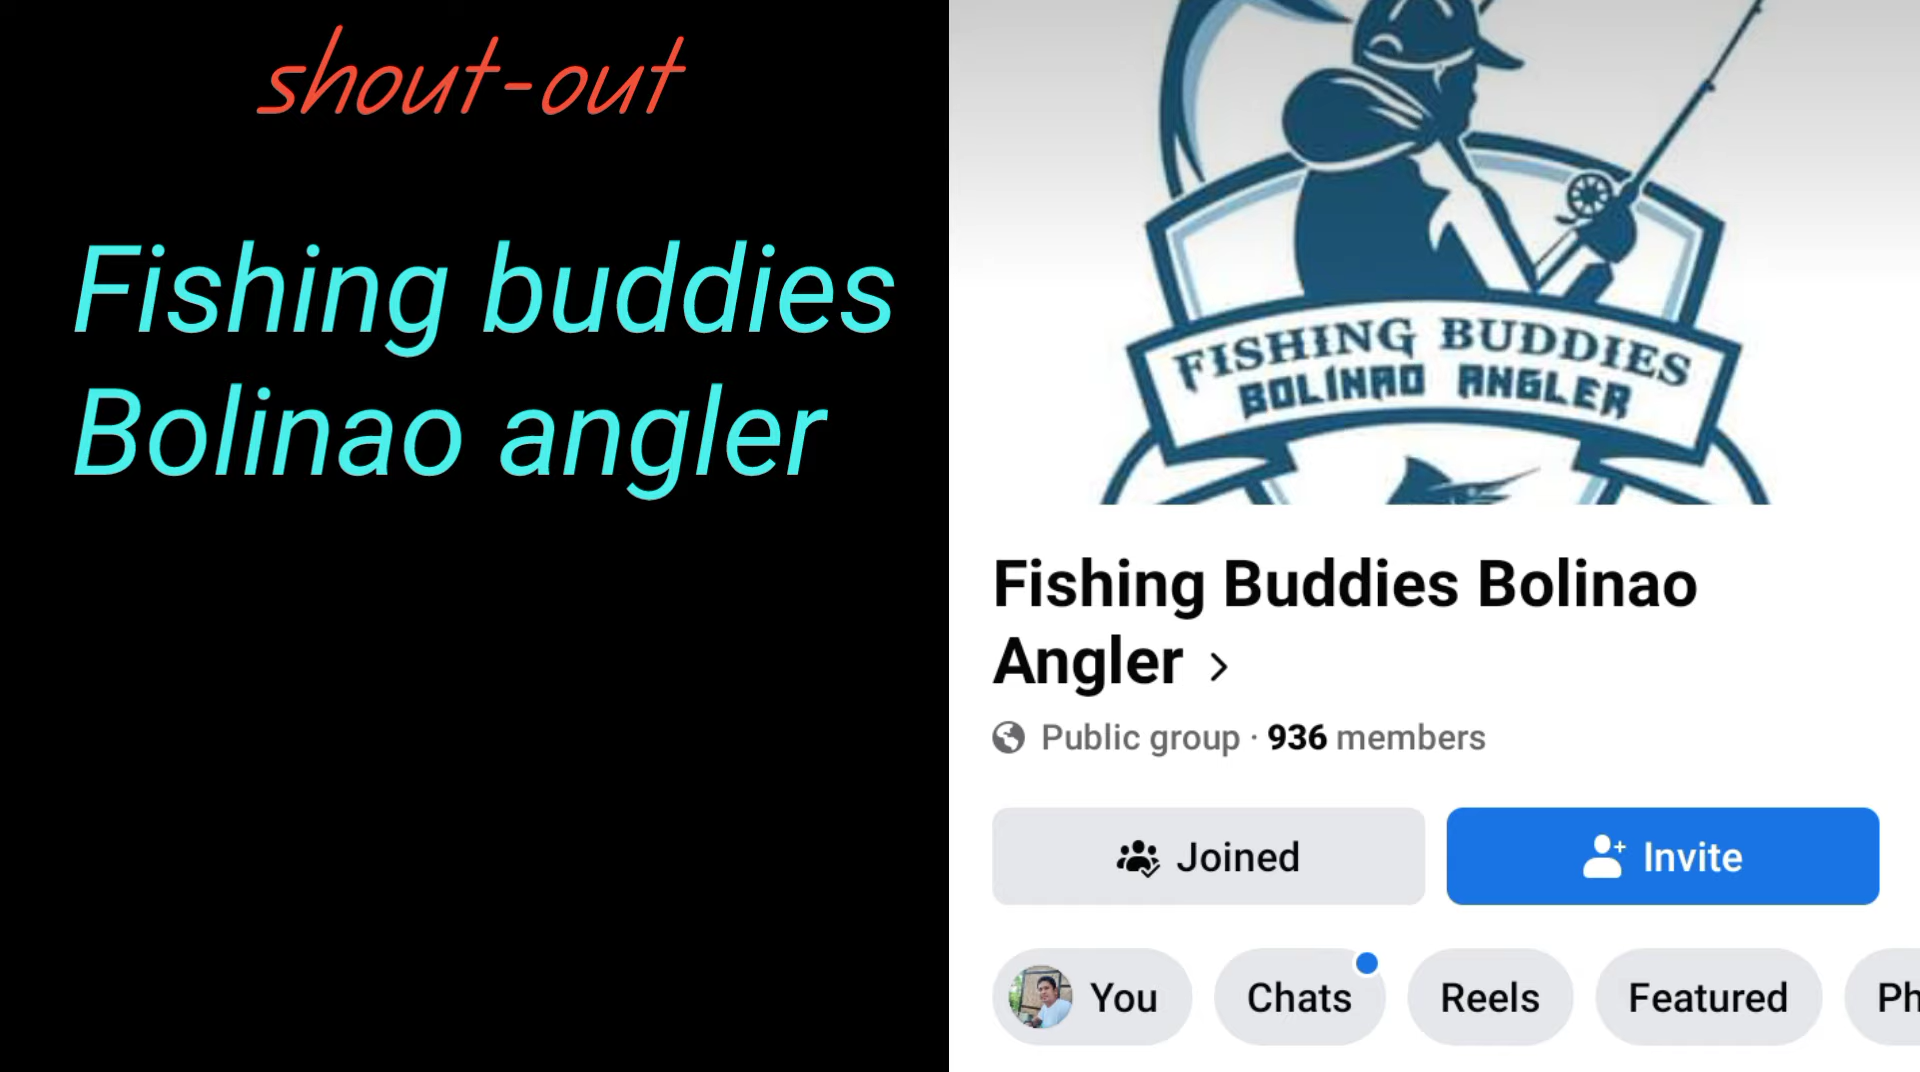 shout-out
Fishing buddies
Bolinao angler
FISHING BUDDIES
BOLINAO ANGLER
Fishing Buddies Bolinao
Angler >
Public group · 936 members
Joined
Invite
You
Chats
Reels
Featured
Ph